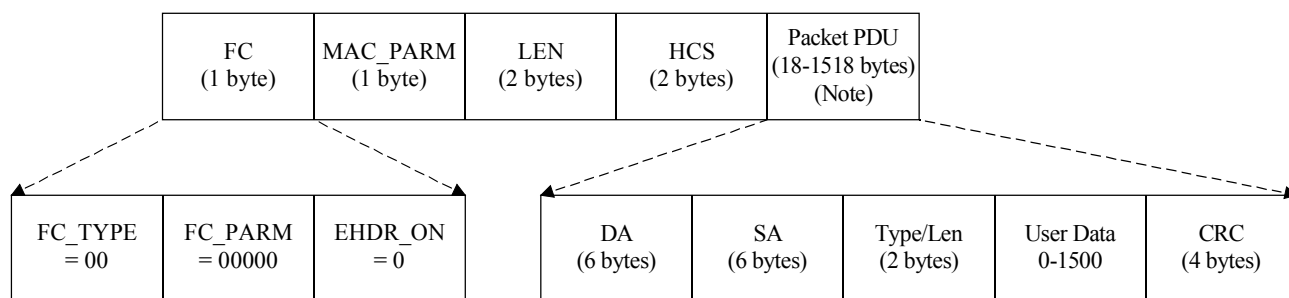 FC
(1 byte)
MAC_PARM
(1 byte)
LEN
(2 bytes)
HCS
(2 bytes)
Packet PDU
(18-1518 bytes)
(Note)
FC_TYPE
= 00
FC_PARM
= 00000
EHDR_ON
= 0
DA
(6 bytes)
SA
(6 bytes)
Type/Len
(2 bytes)
User Data
0-1500
CRC
(4 bytes)